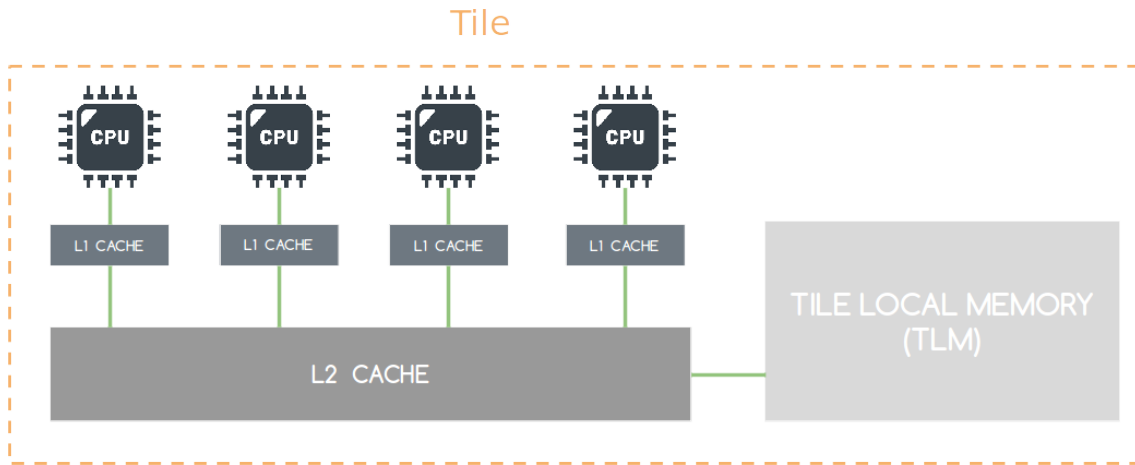 Tile
CPU
CPU
CPU
CPU
L1 CACHE
L1 CACHE
L1 CACHE
L1 CACHE
TILE LOCAL MEMORY
(TLM)
L2 CACHE